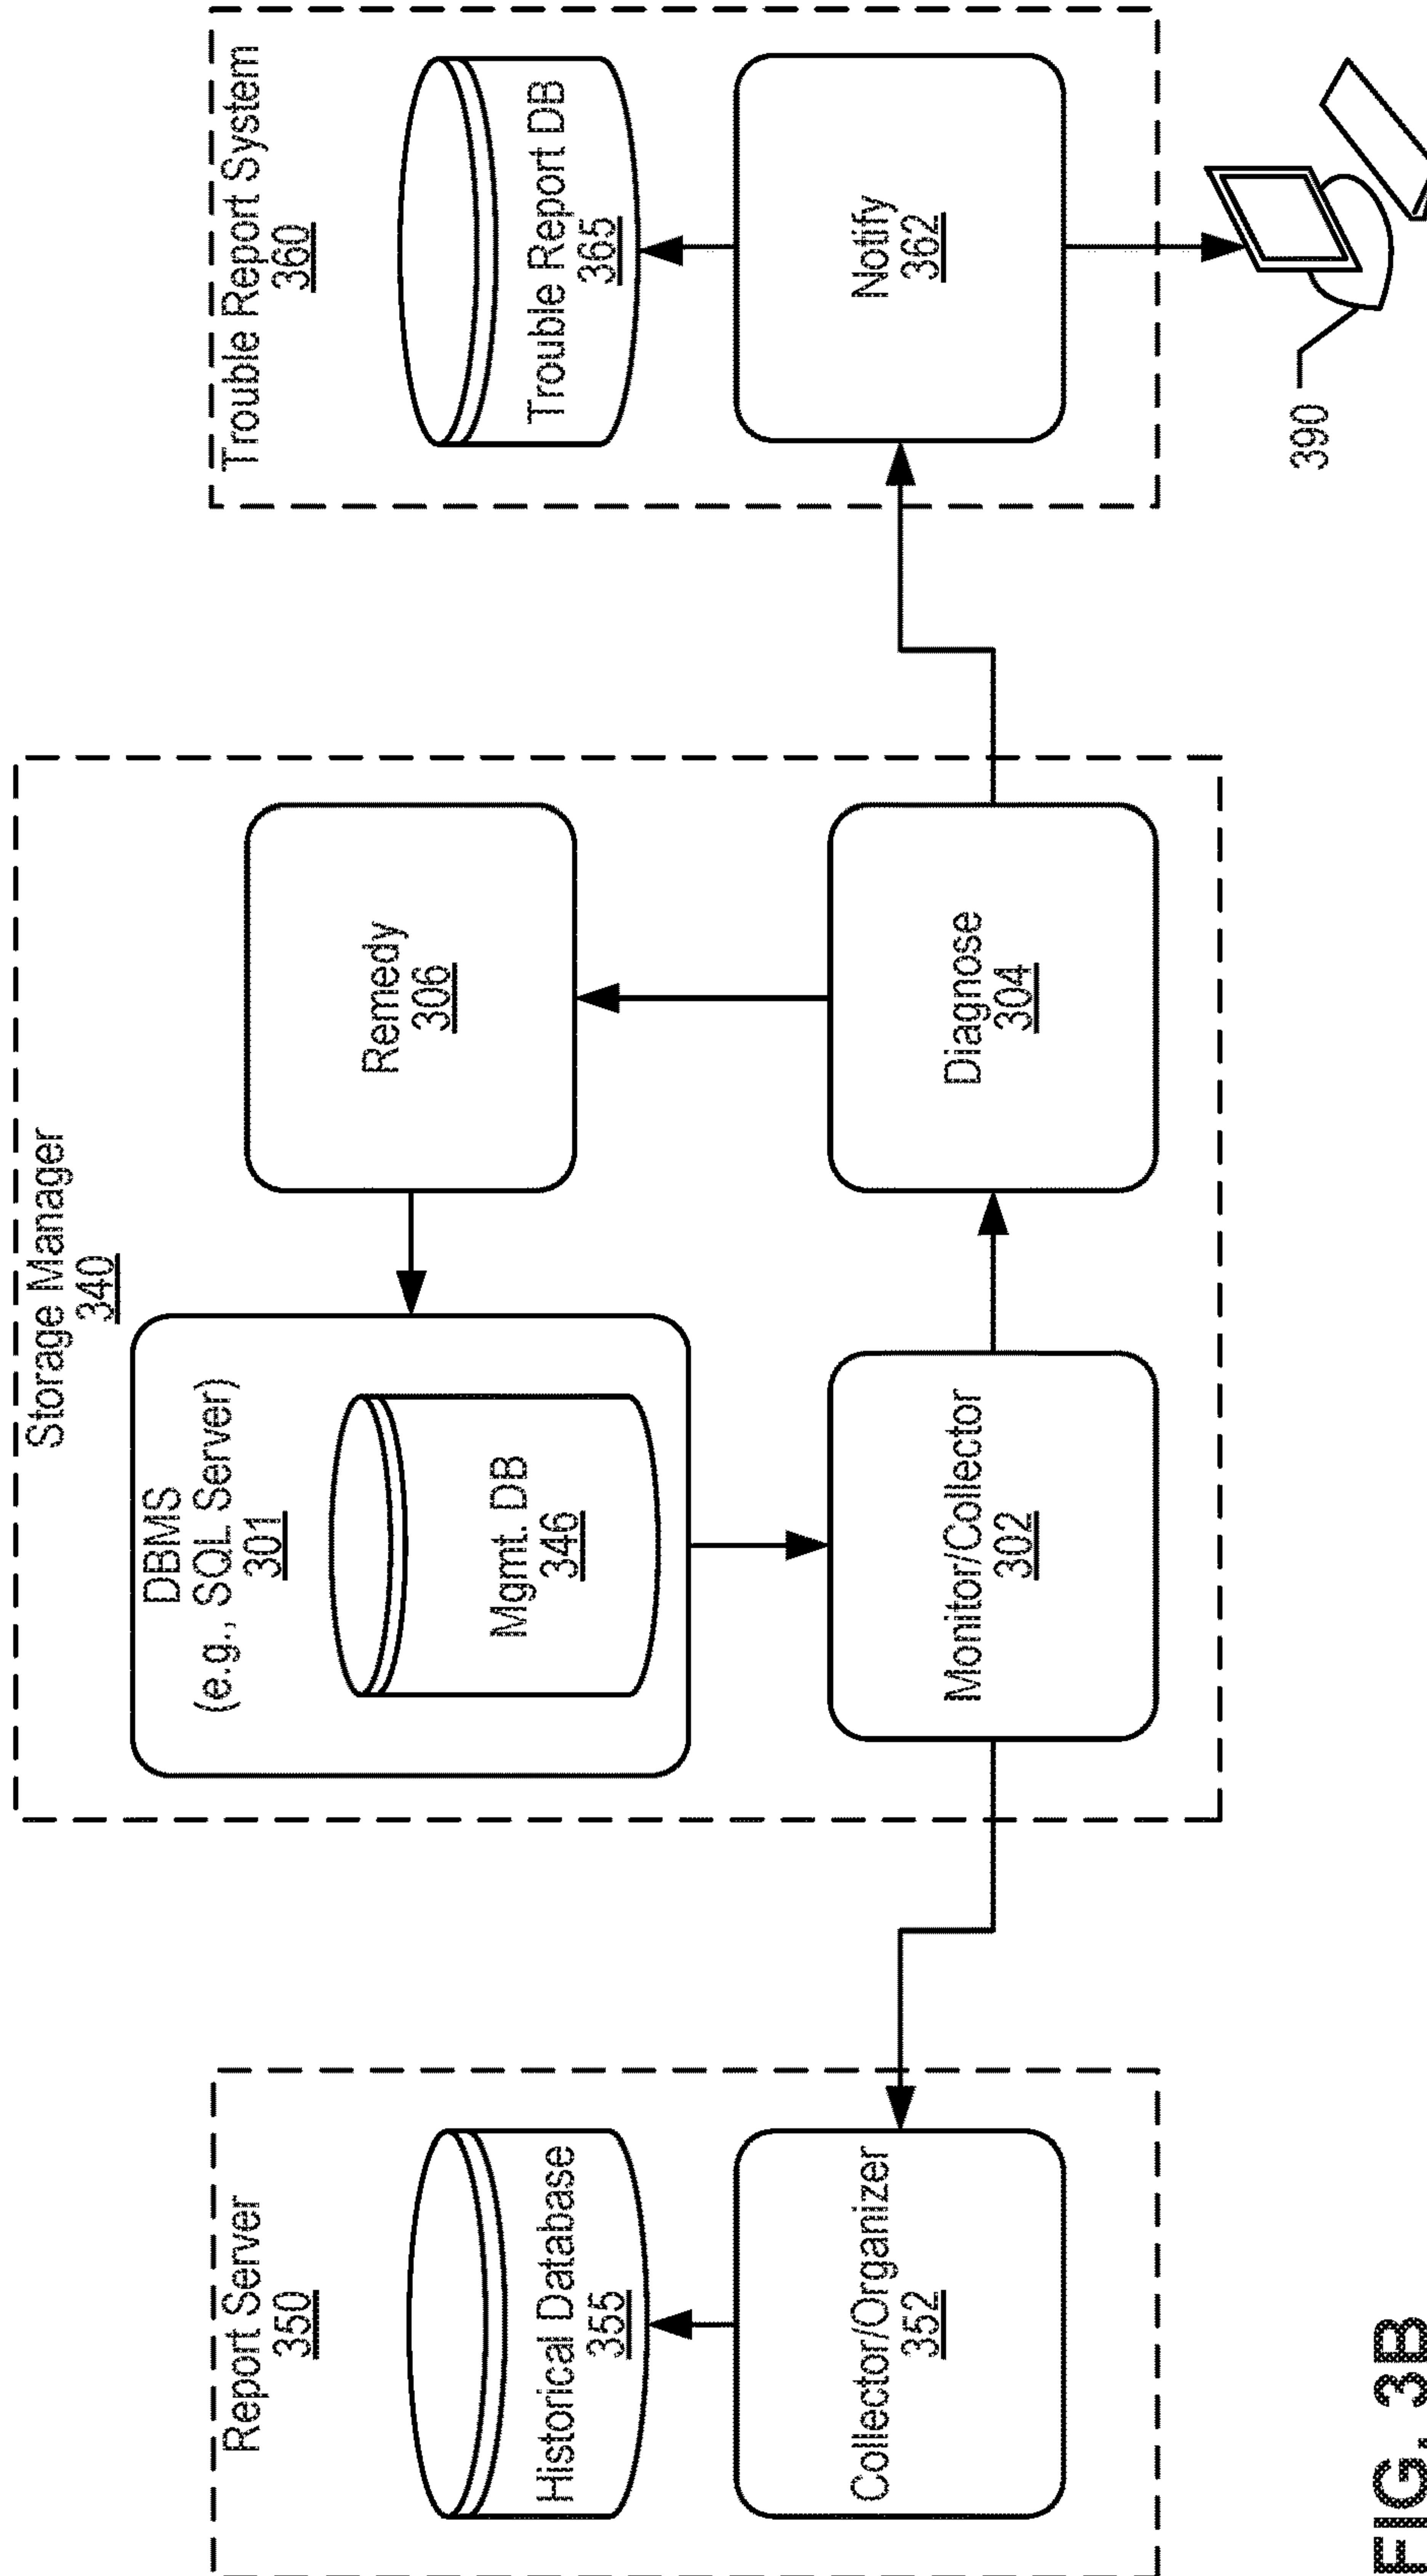 Report Server
350
Historical Database
355
Collector/Organizer
352
Storage Manager
340
DBMS
(e.g., SQL Server)
301
Mgmt. DB
346
Monitor/Collector
302
Remedy
306
Diagnose
304
Trouble Report System
360
Trouble Report DB
365
Notify
362
390
FIG. 3B